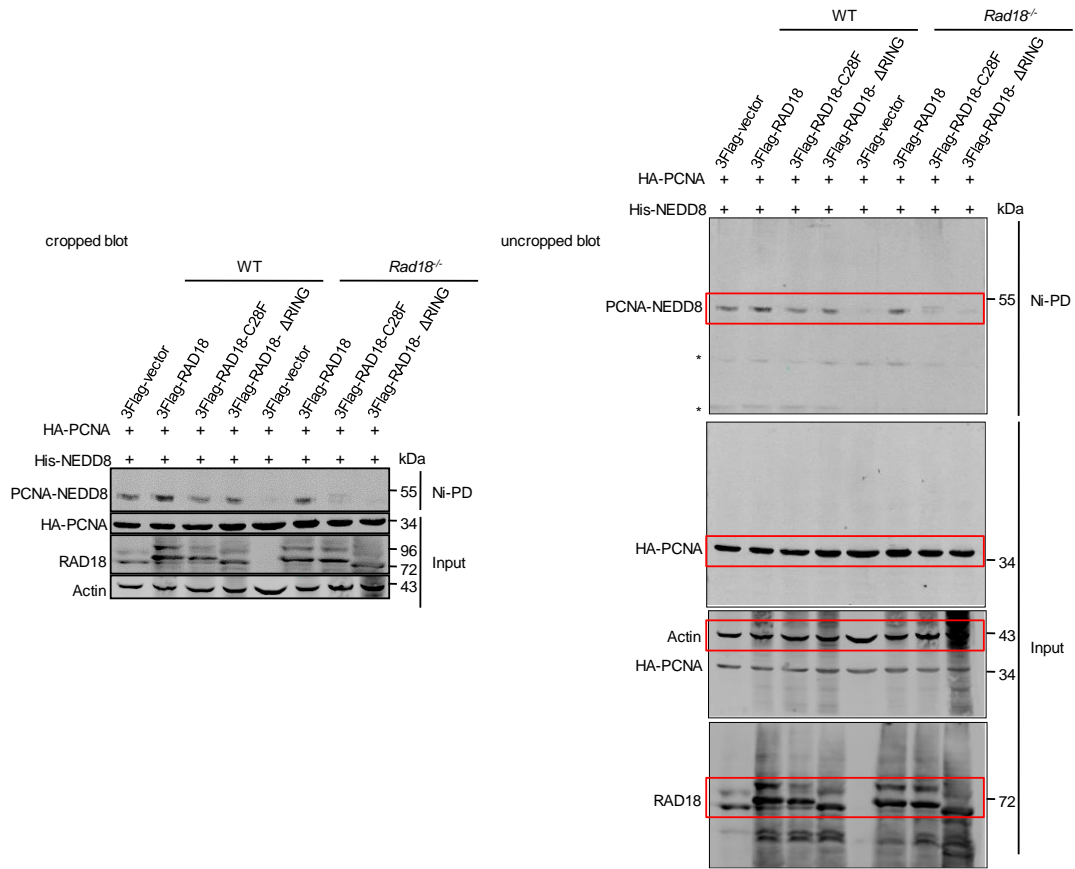 cropped blot
WT Rad18-/-
3Flag-vector
3Flag-RAD18
3Flag-RAD18-C28F
3Flag-RAD18- ΔRING
3Flag-vector
3Flag-RAD18
3Flag-RAD18-C28F
3Flag-RAD18- ΔRING
HA-PCNA + + + + + + + +
His-NEDD8 + + + + + + + + kDa
PCNA-NEDD8 55 Ni-PD
HA-PCNA 34
96
RAD18 72 Input
Actin 43
uncropped blot
WT Rad18-/-
3Flag-vector
3Flag-RAD18
3Flag-RAD18-C28F
3Flag-RAD18- ΔRING
3Flag-vector
3Flag-RAD18
3Flag-RAD18-C28F
3Flag-RAD18- ΔRING
HA-PCNA + + + + + + + +
His-NEDD8 + + + + + + + + kDa
PCNA-NEDD8 55 Ni-PD
*
*
HA-PCNA 34
Actin 43
Input
HA-PCNA 34
RAD18 72